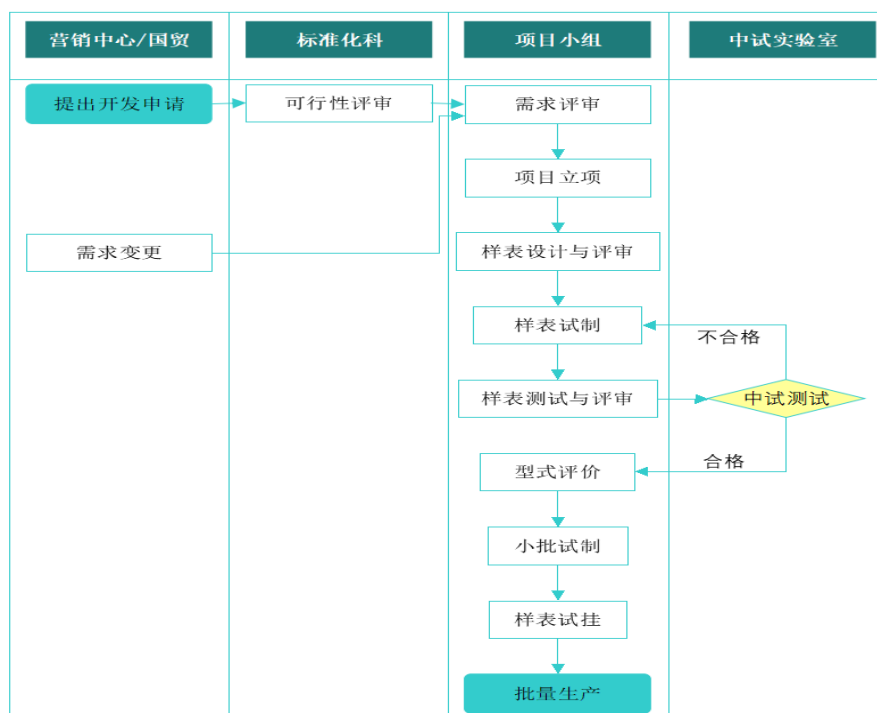 营销中心/国贸
标准化科
项目小组
中试实验室
提出开发申请
可行性评审
需求评审
项目立项
需求变更
样表设计与评审
样表试制
不合格
样表测试与评审
中试测试
合格
型式评价
小批试制
样表试挂
批量生产